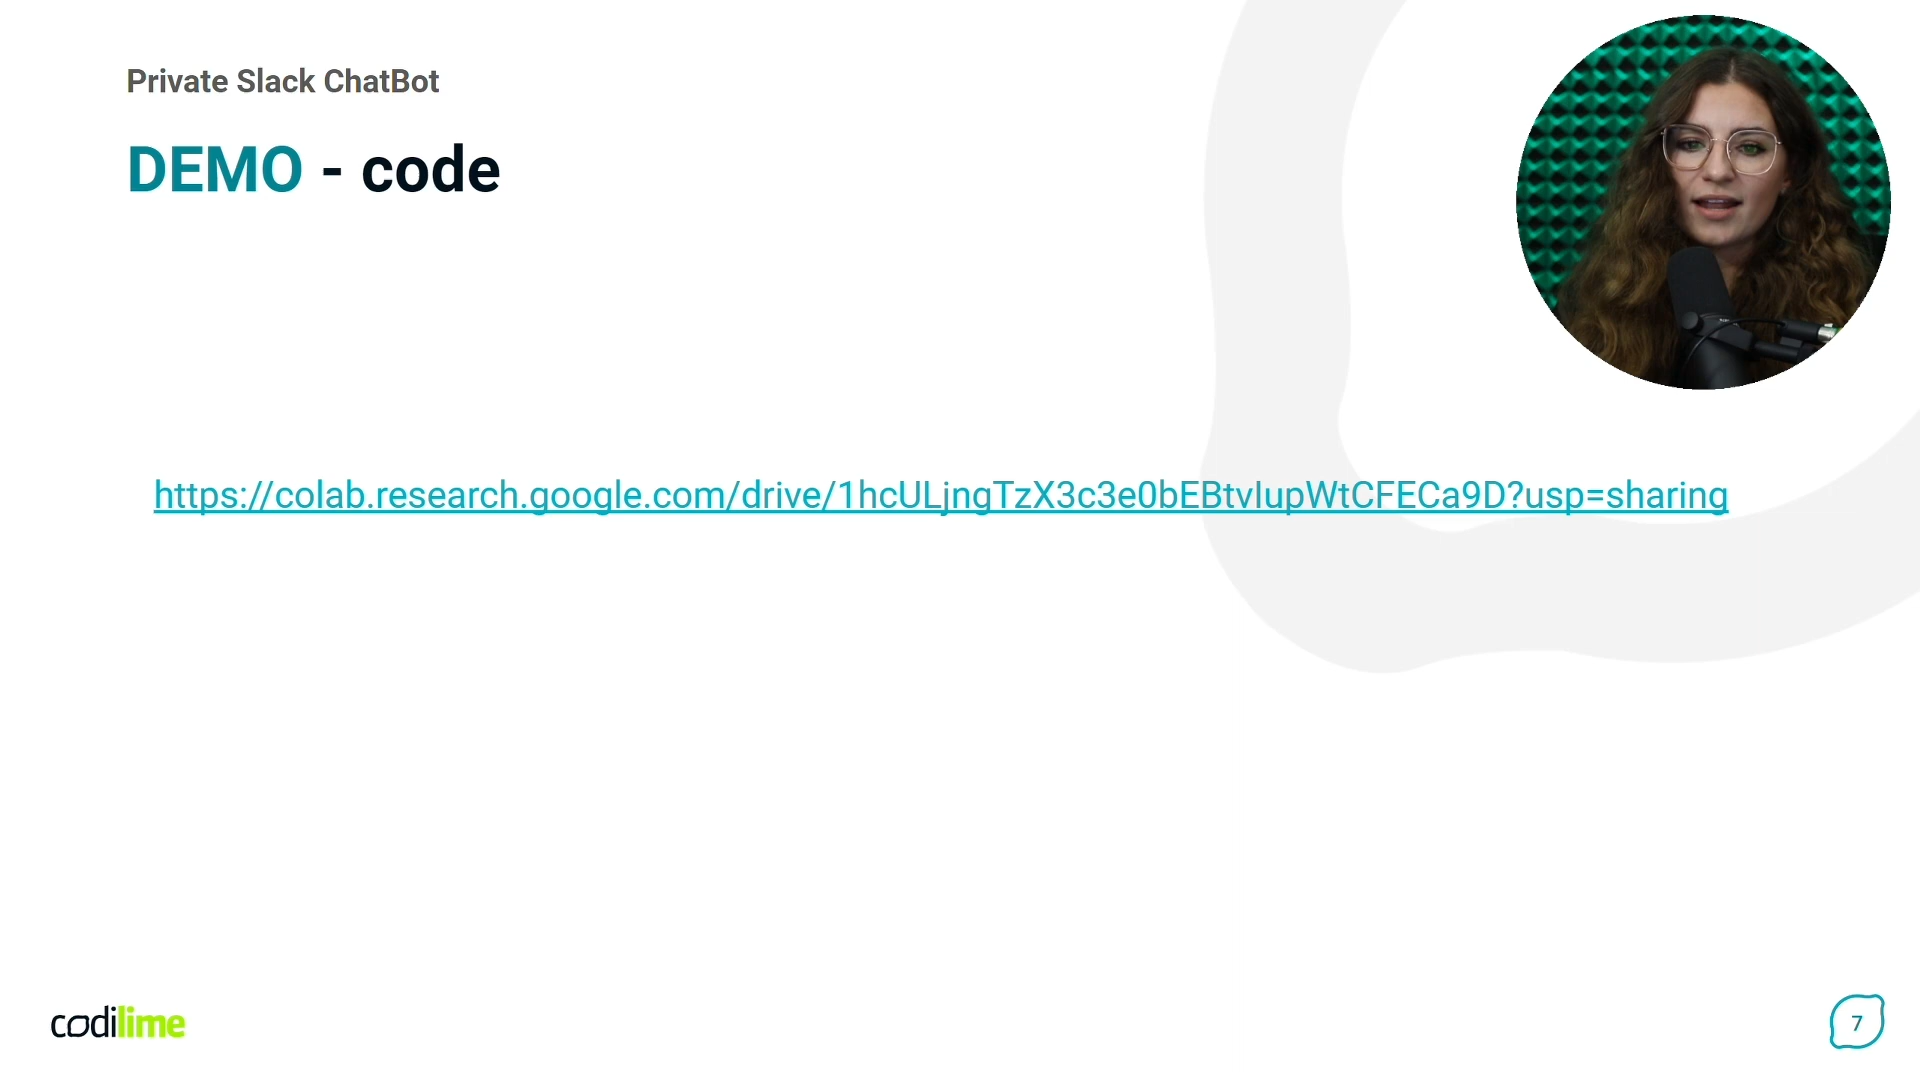 Private Slack ChatBot
DEMO - code
https://colab.research.google.com/drive/1hcULjngTzX3c3e0bEBtvIupWtCFECa9D?usp=sharing
codilime
7